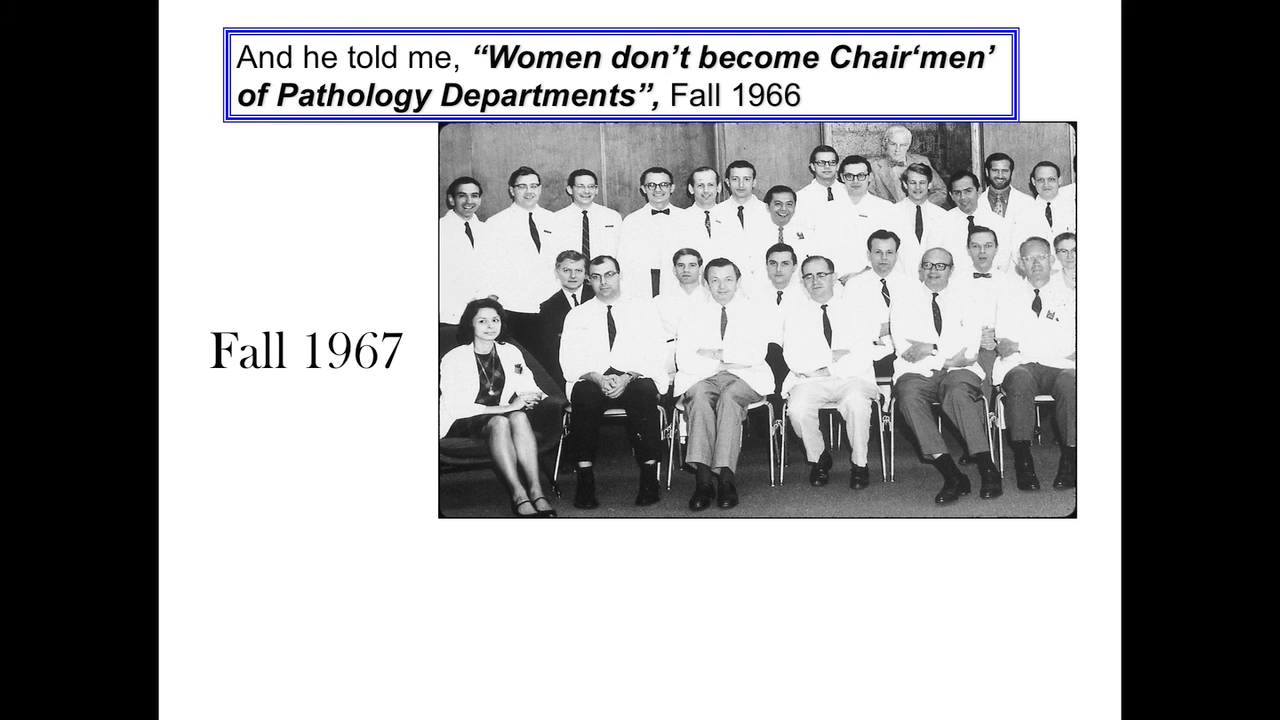 And he told me, “Women don’t become Chair‘men’
of Pathology Departments”, Fall 1966
Fall 1967